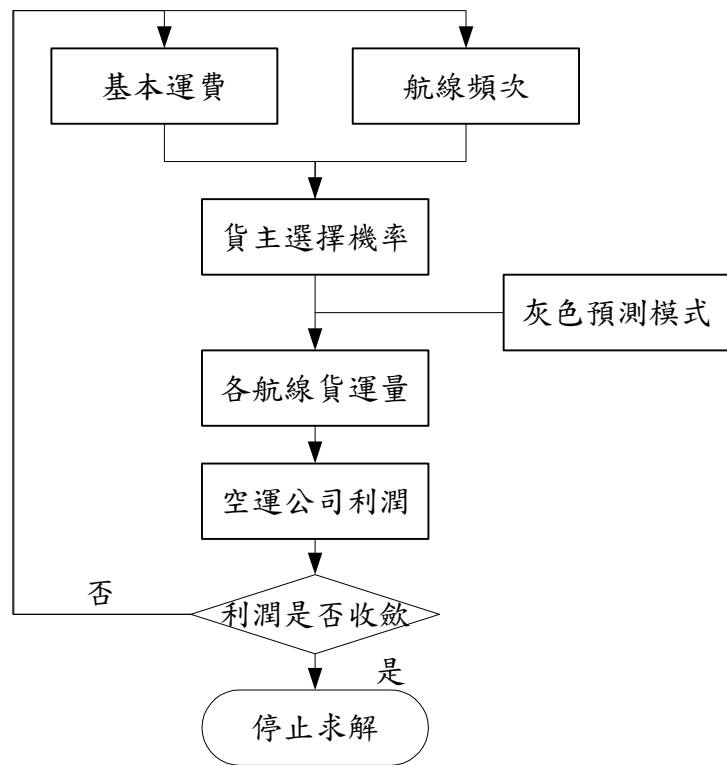 基本運費
航線頻次
貨主選擇機率
灰色預測模式
各航線貨運量
空運公司利潤
否
利潤是否收歛
是
停止求解